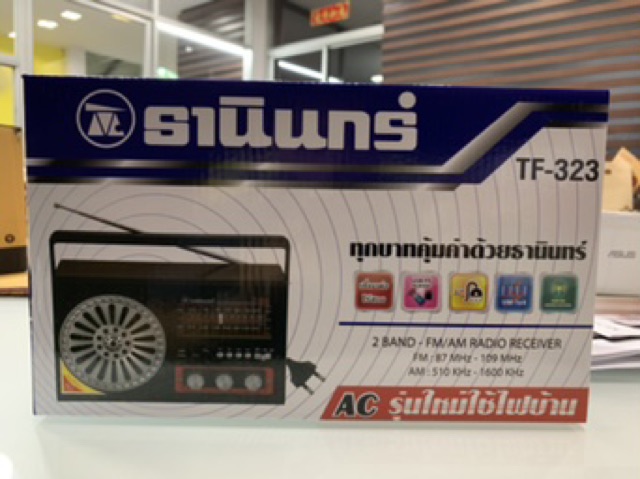 ธานินทร์
TF-323
ทุกบาทคุ้มค่าด้วยธานินทร์
2 BAND - FM/AM RADIO RECEIVER
FM : 87 MHz - 109 MHz
AM : 510 KHz - 1600 KHz
AC รุ่นใหม่ใช้ไฟบ้าน
ASUS